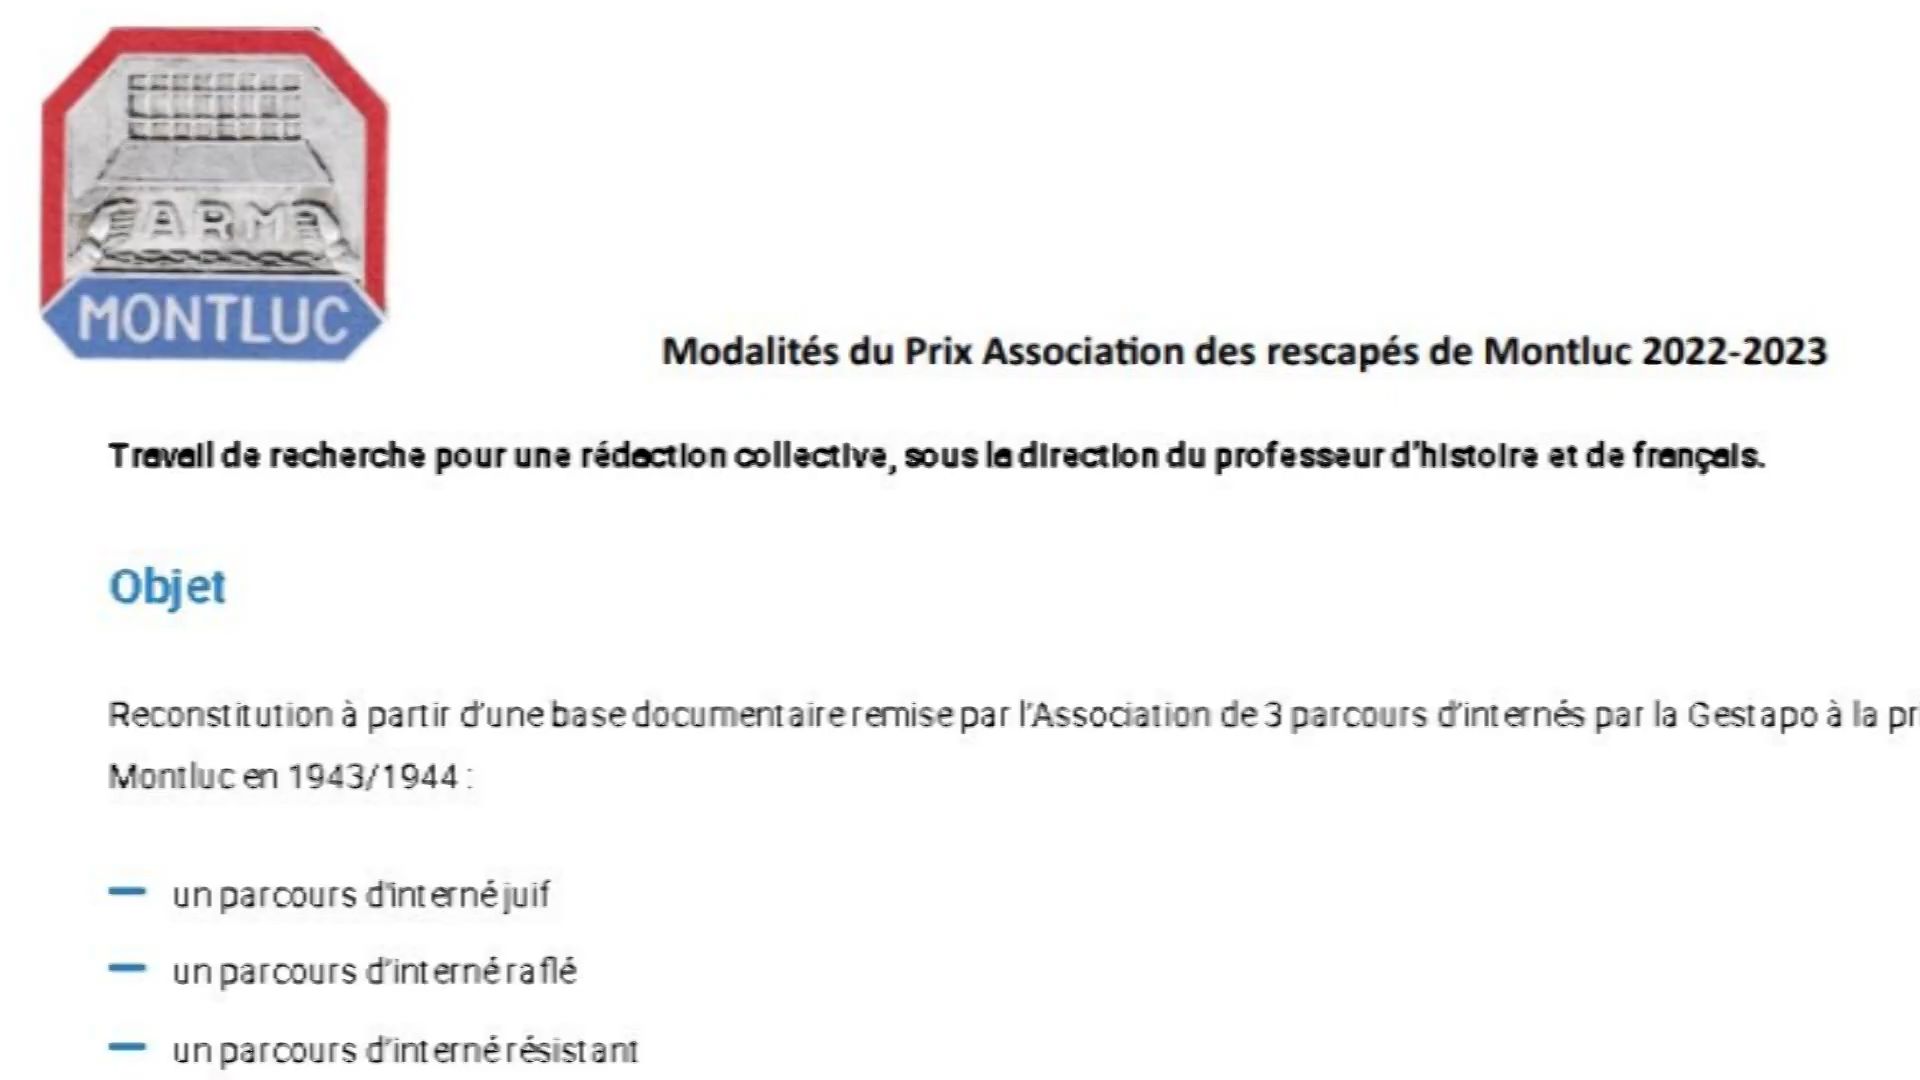 ARM
MONTLUC
Modalités du Prix Association des rescapés de Montluc 2022-2023
Travail de recherche pour une rédaction collective, sous la direction du professeur d'histoire et de français.
Objet
Reconstitution à partir d'une base documentaire remise par l'Association de 3 parcours d'internés par la Gestapo à la pri
Montluc en 1943/1944 :
un parcours d'interné juif
un parcours d'interné raflé
un parcours d'interné résistant